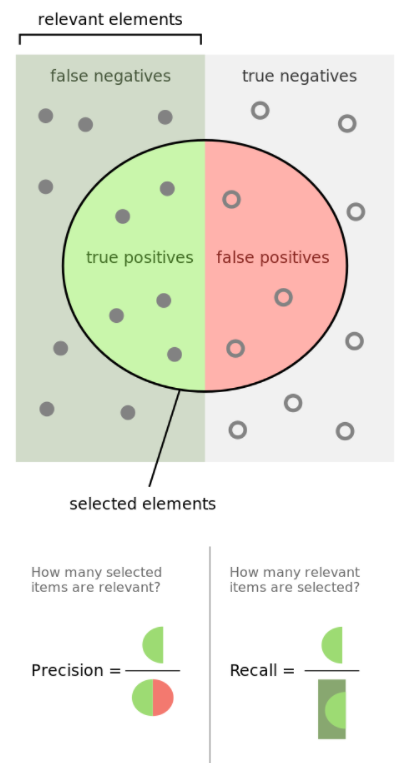 relevant elements
false negatives
true negatives
true positives
false positives
selected elements
How many selected
items are relevant?
How many relevant
items are selected?
Precision =
Recall =